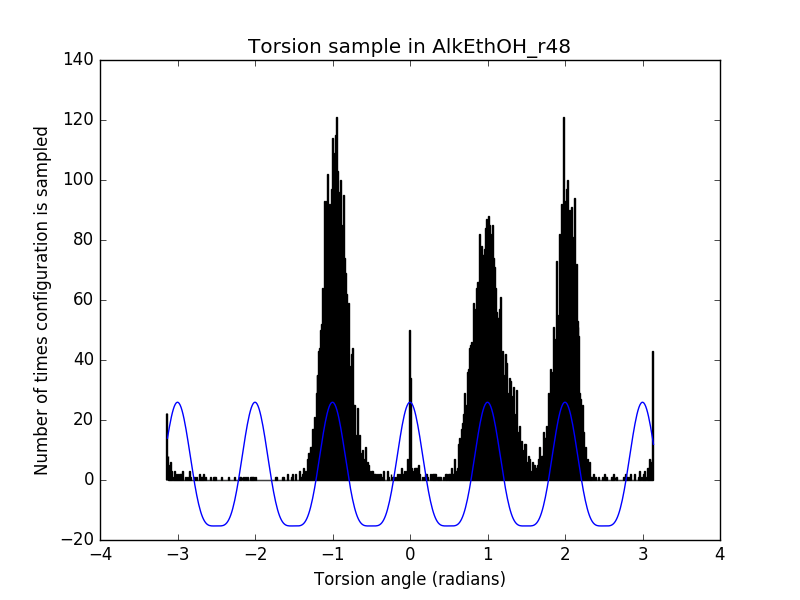 Torsion sample in AlkEthOH_r48
140
120
100
80
60
40
20
0
−20
Number of times configuration is sampled
−4 −3 −2 −1 0 1 2 3 4
Torsion angle (radians)